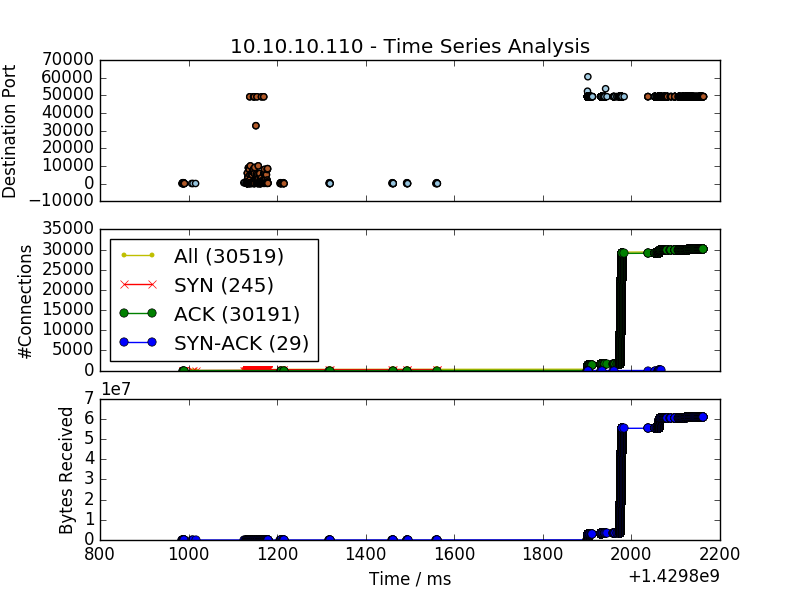 10.10.10.110 - Time Series Analysis
70000
60000
50000
40000
30000
20000
10000
0
−10000
Destination Port
35000
30000
25000
20000
15000
10000
5000
0
#Connections
All (30519)
SYN (245)
ACK (30191)
SYN-ACK (29)
1e7
7
6
5
4
3
2
1
0
Bytes Received
800 1000 1200 1400 1600 1800 2000 2200
Time / ms
+1.4298e9